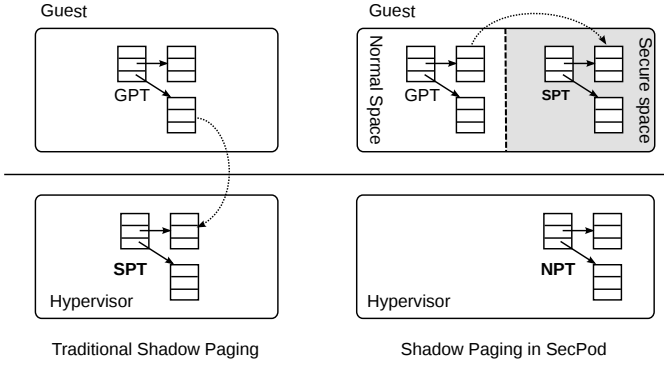 Guest
GPT
SPT
Hypervisor
Traditional Shadow Paging
Guest
Normal Space
GPT
SPT
Secure space
NPT
Hypervisor
Shadow Paging in SecPod